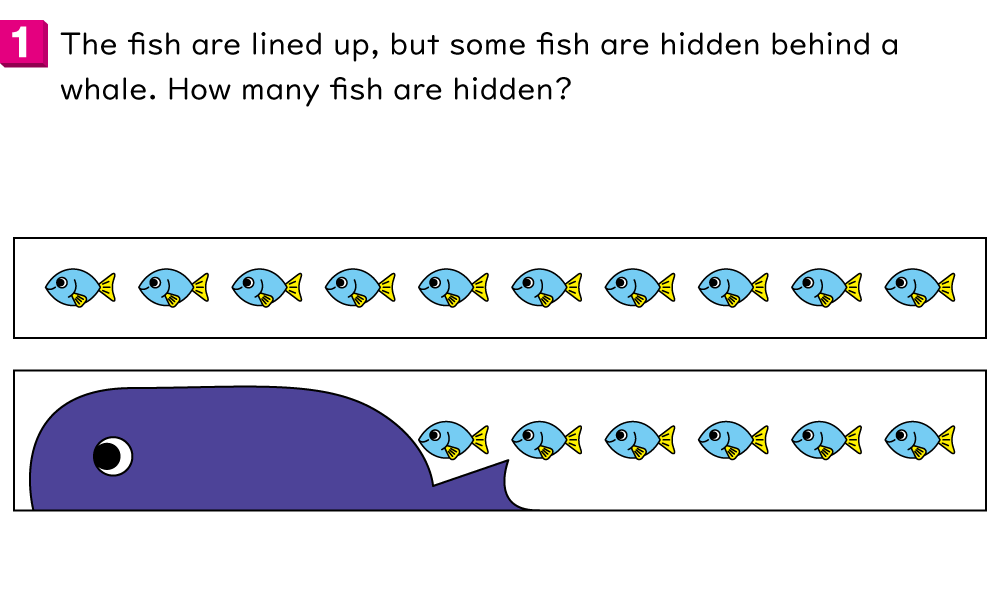 1 The fish are lined up, but some fish are hidden behind a
whale. How many fish are hidden?